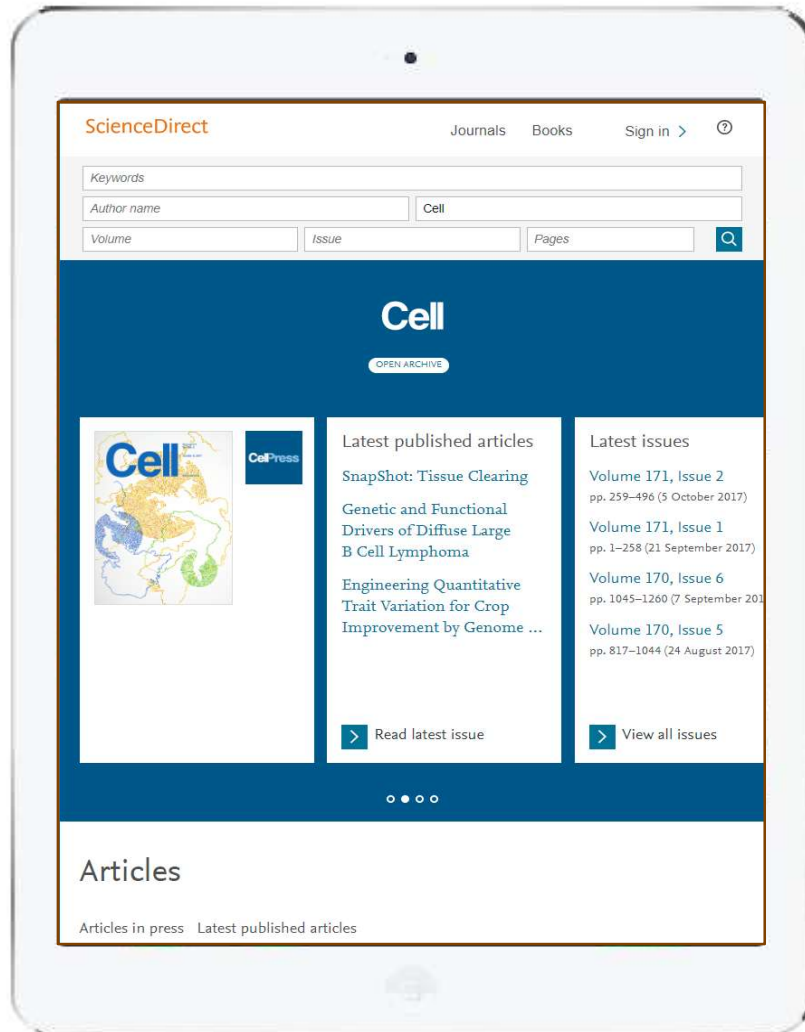 ScienceDirect
Journals Books Sign in > ?
Keywords
Author name Cell
Volume Issue Pages
Cell
OPEN ARCHIVE
Cell
CellPress
Latest published articles
SnapShot: Tissue Clearing
Genetic and Functional
Drivers of Diffuse Large
B Cell Lymphoma
Engineering Quantitative
Trait Variation for Crop
Improvement by Genome ...
Read latest issue
Latest issues
Volume 171, Issue 2
pp. 259–496 (5 October 2017)
Volume 171, Issue 1
pp. 1–258 (21 September 2017)
Volume 170, Issue 6
pp. 1045–1260 (7 September 201
Volume 170, Issue 5
pp. 817–1044 (24 August 2017)
View all issues
Articles
Articles in press Latest published articles